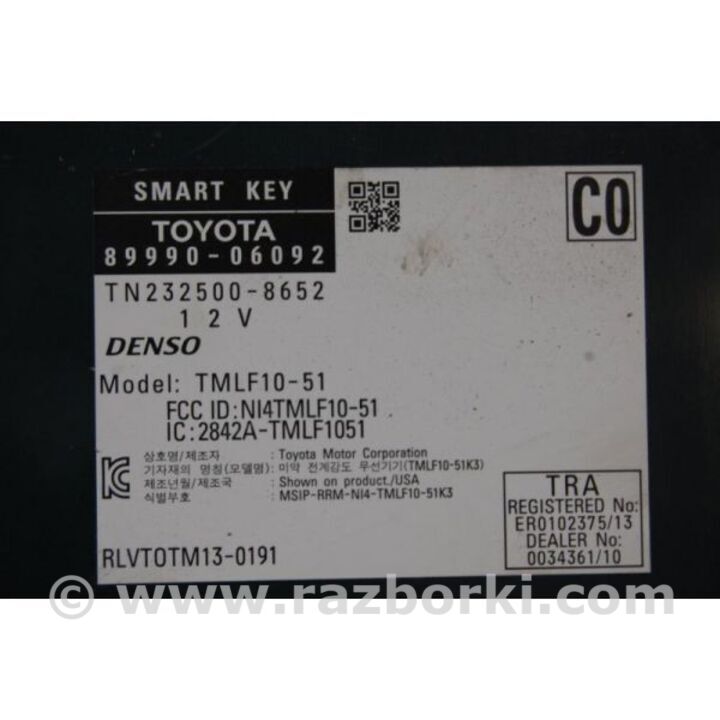 SMART KEY
TOYOTA
89990-06092
C0
TN232500-8652
12V
DENSO
Model: TMLF10-51
FCC ID:NI4TMLF10-51
IC:2842A-TMLF1051
상호명/제조자 : Toyota Motor Corporation
기자재의 명칭(모델명): 미약 전계강도 무선기기(TMLF10-51K3)
제조년월/제조국 : Shown on product./USA
식별부호 : MSIP-RRM-NI4-TMLF10-51K3
TRA
REGISTERED No:
ER0102375/13
DEALER No:
0034361/10
RLVTOTM13-0191
© www.razborki.com